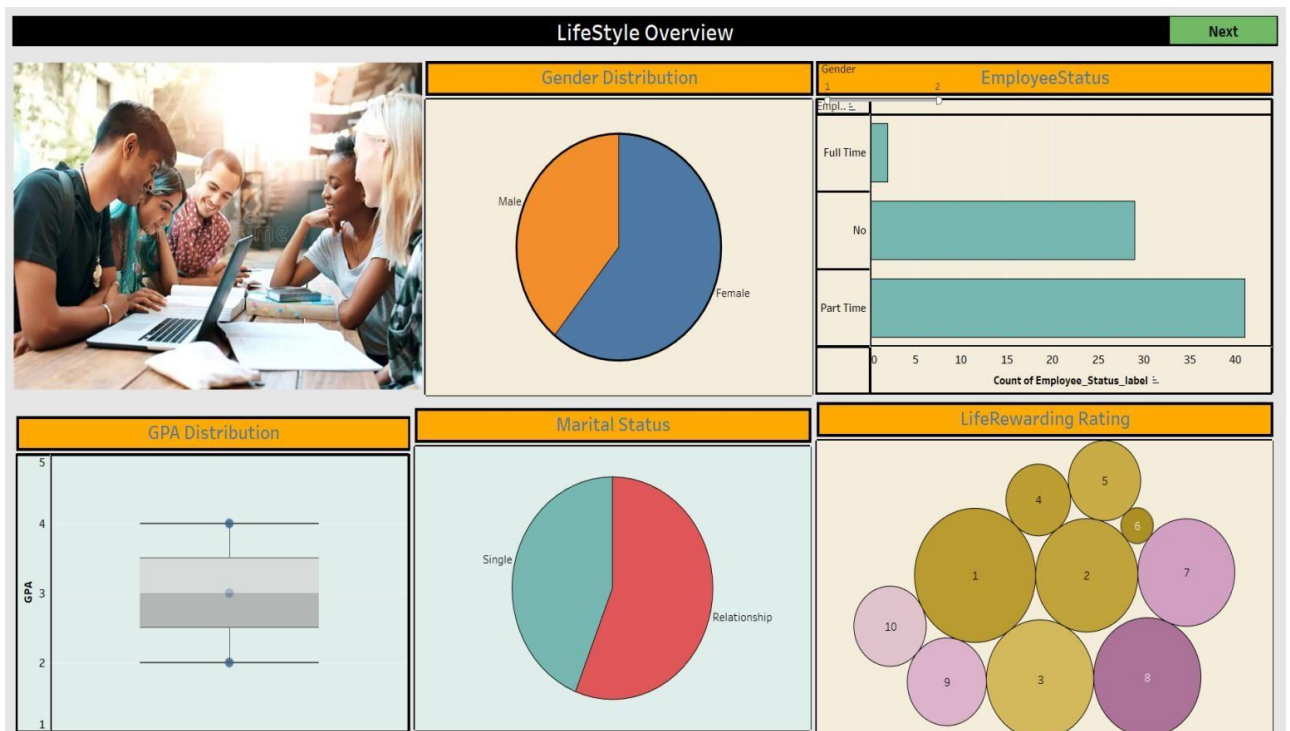 LifeStyle Overview
Next
Gender Distribution
Male
Female
Gender
1
2
EmployeeStatus
Empl..
Full Time
No
Part Time
0 5 10 15 20 25 30 35 40
Count of Employee_Status_label
GPA Distribution
5
4
3
2
1
GPA
Marital Status
Single
Relationship
LifeRewarding Rating
5
4
6
7
1
2
10
9
3
8